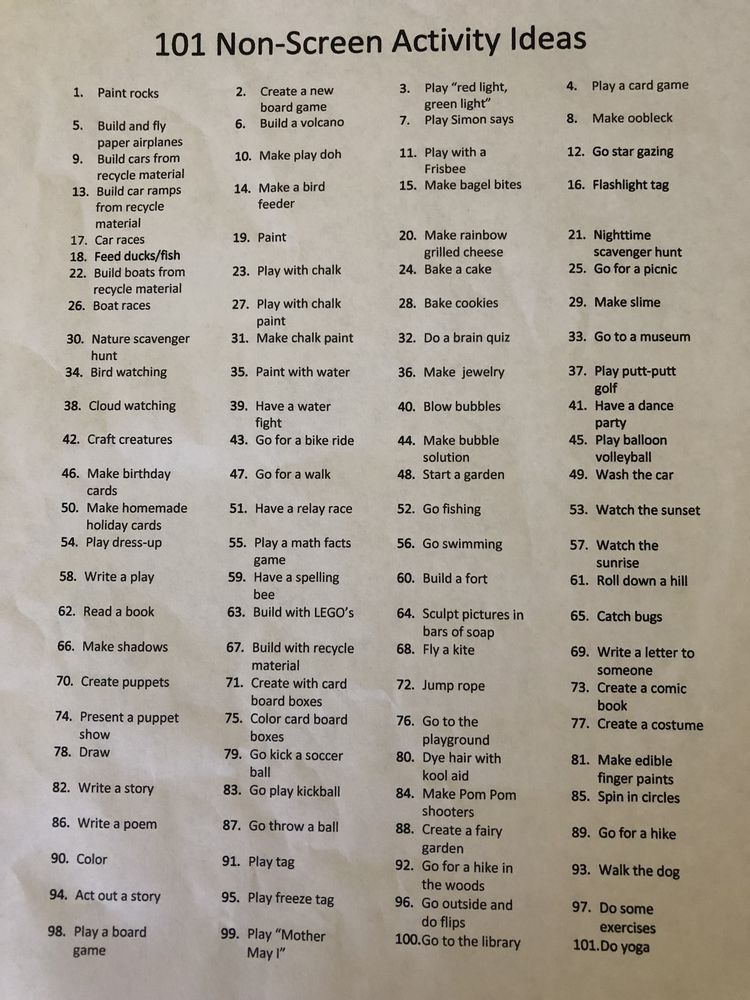 101 Non-Screen Activity Ideas
1. Paint rocks
2. Create a new
board game
3. Play “red light,
green light”
4. Play a card game
5. Build and fly
paper airplanes
6. Build a volcano
7. Play Simon says
8. Make oobleck
9. Build cars from
recycle material
10. Make play doh
11. Play with a
Frisbee
12. Go star gazing
13. Build car ramps
from recycle
material
14. Make a bird
feeder
15. Make bagel bites
16. Flashlight tag
17. Car races
18. Feed ducks/fish
19. Paint
20. Make rainbow
grilled cheese
21. Nighttime
scavenger hunt
22. Build boats from
recycle material
23. Play with chalk
24. Bake a cake
25. Go for a picnic
26. Boat races
27. Play with chalk
paint
28. Bake cookies
29. Make slime
30. Nature scavenger
hunt
31. Make chalk paint
32. Do a brain quiz
33. Go to a museum
34. Bird watching
35. Paint with water
36. Make jewelry
37. Play putt-putt
golf
38. Cloud watching
39. Have a water
fight
40. Blow bubbles
41. Have a dance
party
42. Craft creatures
43. Go for a bike ride
44. Make bubble
solution
45. Play balloon
volleyball
46. Make birthday
cards
47. Go for a walk
48. Start a garden
49. Wash the car
50. Make homemade
holiday cards
51. Have a relay race
52. Go fishing
53. Watch the sunset
54. Play dress-up
55. Play a math facts
game
56. Go swimming
57. Watch the
sunrise
58. Write a play
59. Have a spelling
bee
60. Build a fort
61. Roll down a hill
62. Read a book
63. Build with LEGO’s
64. Sculpt pictures in
bars of soap
65. Catch bugs
66. Make shadows
67. Build with recycle
material
68. Fly a kite
69. Write a letter to
someone
70. Create puppets
71. Create with card
board boxes
72. Jump rope
73. Create a comic
book
74. Present a puppet
show
75. Color card board
boxes
76. Go to the
playground
77. Create a costume
78. Draw
79. Go kick a soccer
ball
80. Dye hair with
kool aid
81. Make edible
finger paints
82. Write a story
83. Go play kickball
84. Make Pom Pom
shooters
85. Spin in circles
86. Write a poem
87. Go throw a ball
88. Create a fairy
garden
89. Go for a hike
90. Color
91. Play tag
92. Go for a hike in
the woods
93. Walk the dog
94. Act out a story
95. Play freeze tag
96. Go outside and
do flips
97. Do some
exercises
98. Play a board
game
99. Play “Mother
May I”
100.Go to the library
101.Do yoga